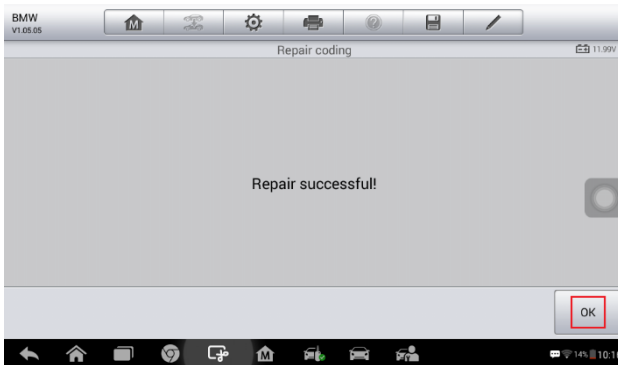 BMW
V1.05.05
M
?
Repair coding
11.99V
Repair successful!
OK
M
14%